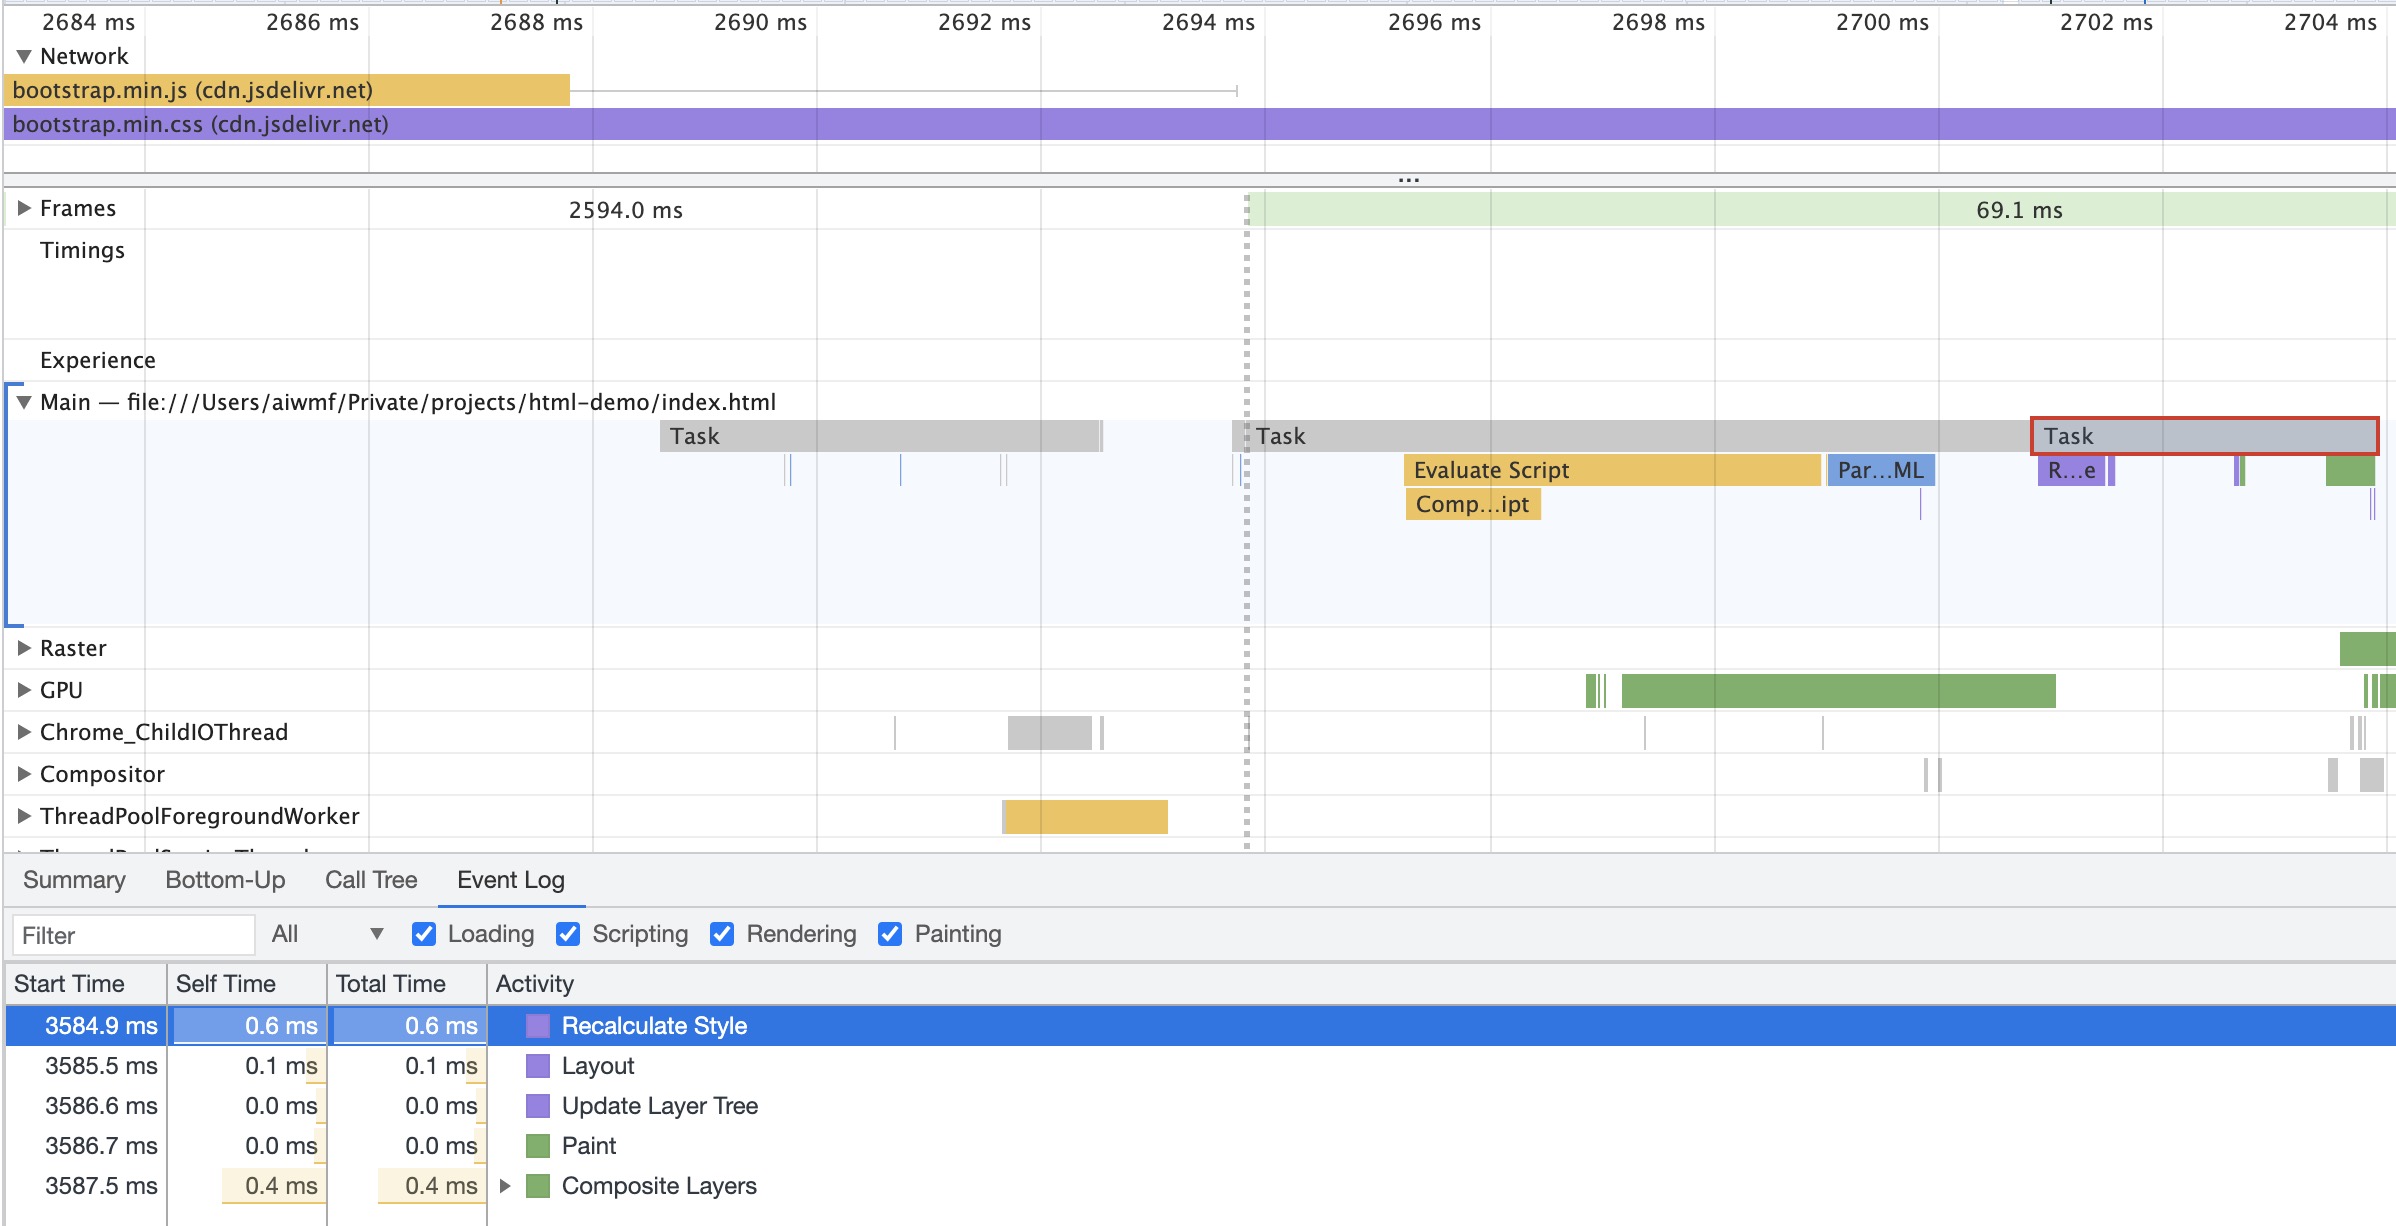 2684 ms 2686 ms 2688 ms 2690 ms 2692 ms 2694 ms 2696 ms 2698 ms 2700 ms 2702 ms 2704 ms
Network
bootstrap.min.js (cdn.jsdelivr.net)
bootstrap.min.css (cdn.jsdelivr.net)
...
Frames 2594.0 ms 69.1 ms
Timings
Experience
Main — file:///Users/aiwmf/Private/projects/html-demo/index.html
Task Task Task
Evaluate Script Par...ML R...e
Comp...ipt
Raster
GPU
Chrome_ChildIOThread
Compositor
ThreadPoolForegroundWorker
Summary Bottom-Up Call Tree Event Log
Filter All Loading Scripting Rendering Painting
Start Time Self Time Total Time Activity
3584.9 ms 0.6 ms 0.6 ms Recalculate Style
3585.5 ms 0.1 ms 0.1 ms Layout
3586.6 ms 0.0 ms 0.0 ms Update Layer Tree
3586.7 ms 0.0 ms 0.0 ms Paint
3587.5 ms 0.4 ms 0.4 ms Composite Layers